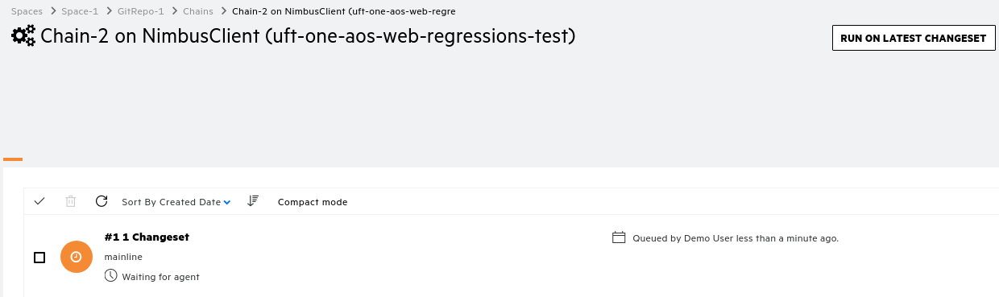 Spaces > Space-1 > GitRepo-1 > Chains > Chain-2 on NimbusClient (uft-one-aos-web-regre
Chain-2 on NimbusClient (uft-one-aos-web-regressions-test)
RUN ON LATEST CHANGESET
Sort By Created Date Compact mode
#1 1 Changeset
Queued by Demo User less than a minute ago.
mainline
Waiting for agent